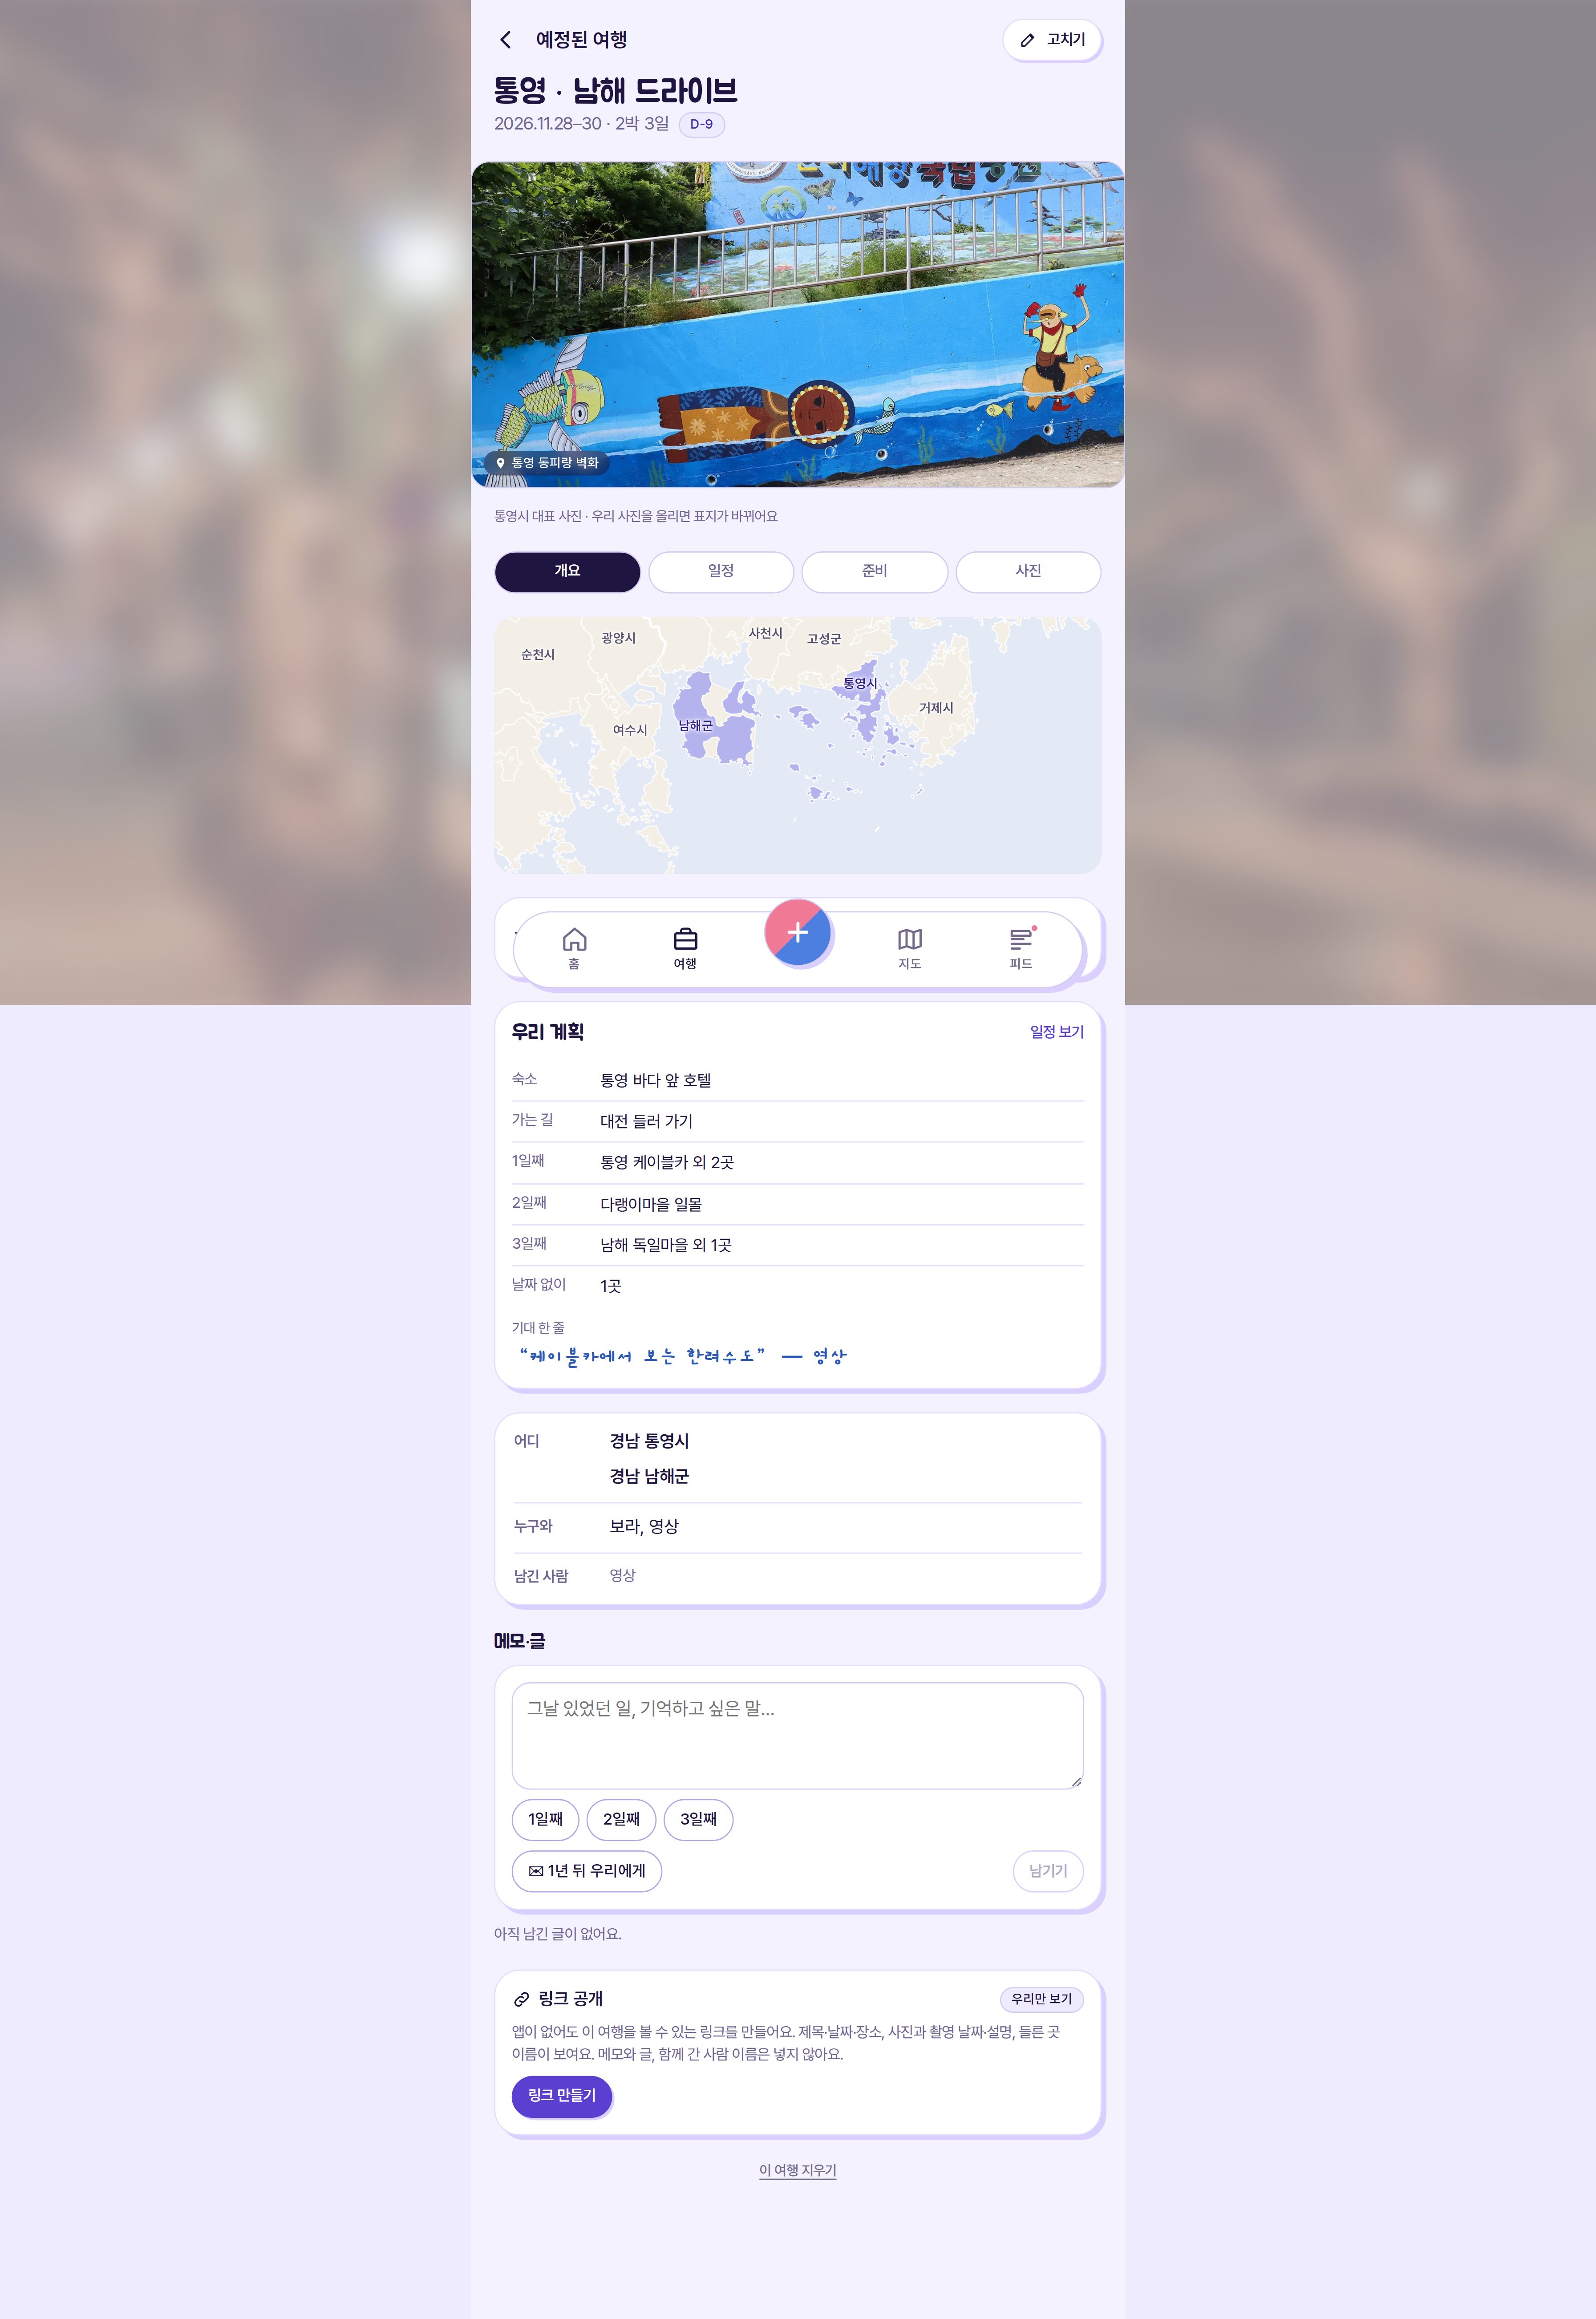 예정된 여행
고치기
통영 · 남해 드라이브
2026.11.28–30 · 2박 3일 D-9
통영 동피랑 벽화
통영시 대표 사진 · 우리 사진을 올리면 표지가 바뀌어요
개요 일정 준비 사진
사천시
광양시
고성군
순천시
통영시
거제시
남해군
여수시
홈 여행 지도 피드
우리 계획 일정 보기
숙소 통영 바다 앞 호텔
가는 길 대전 들러 가기
1일째 통영 케이블카 외 2곳
2일째 다랭이마을 일몰
3일째 남해 독일마을 외 1곳
날짜 없이 1곳
기대 한 줄
“케이블카에서 보는 한려수도” — 영상
어디 경남 통영시
경남 남해군
누구와 보라, 영상
남긴 사람 영상
메모·글
그날 있었던 일, 기억하고 싶은 말…
1일째 2일째 3일째
1년 뒤 우리에게 남기기
아직 남긴 글이 없어요.
링크 공개 우리만 보기
앱이 없어도 이 여행을 볼 수 있는 링크를 만들어요. 제목·날짜·장소, 사진과 촬영 날짜·설명, 들른 곳
이름이 보여요. 메모와 글, 함께 간 사람 이름은 넣지 않아요.
링크 만들기
이 여행 지우기